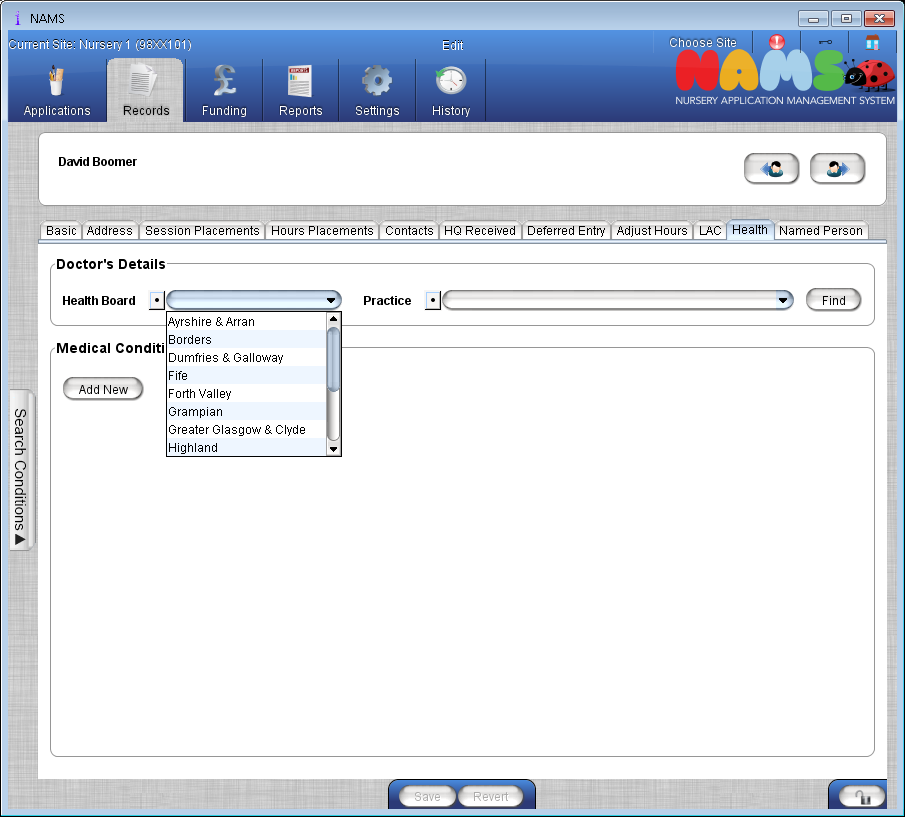 NAMS
Current Site: Nursery 1 (98XX101)
Edit
Choose Site
Applications
Records
Funding
Reports
Settings
History
NAMS
NURSERY APPLICATION MANAGEMENT SYSTEM
David Boomer
Basic Address Session Placements Hours Placements Contacts HQ Received Deferred Entry Adjust Hours LAC Health Named Person
Doctor's Details
Health Board
Practice
Find
Ayrshire & Arran
Borders
Dumfries & Galloway
Fife
Forth Valley
Grampian
Greater Glasgow & Clyde
Highland
Medical Conditi
Add New
Search Conditions
Save
Revert